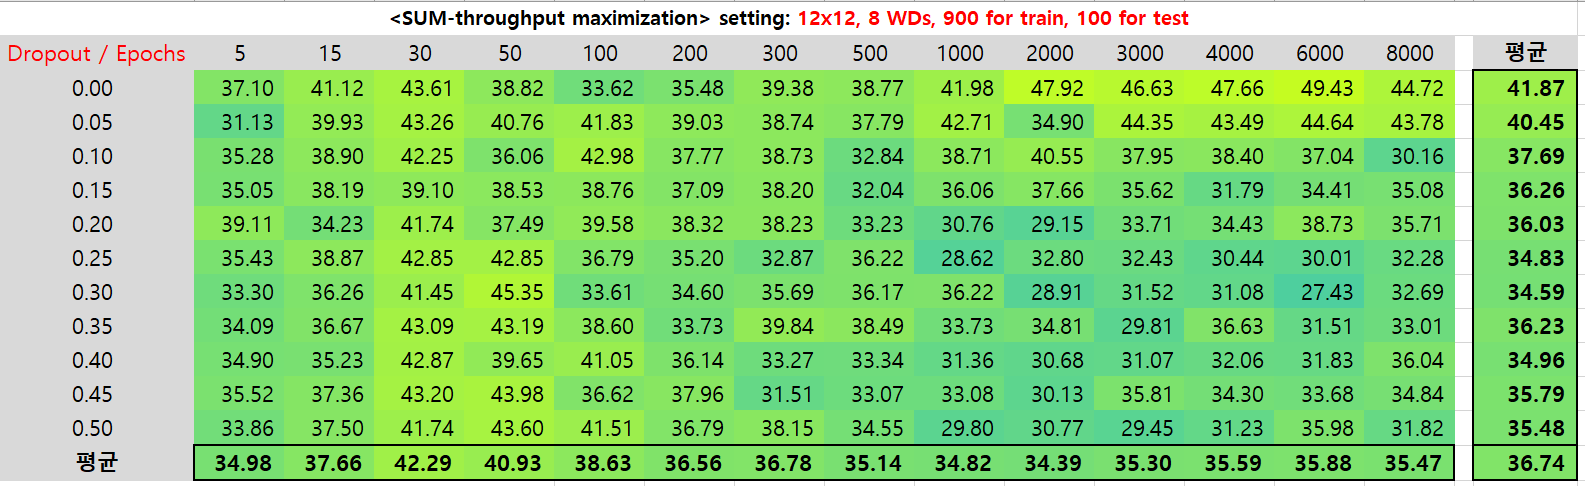 <SUM-throughput maximization> setting: 12x12, 8 WDs, 900 for train, 100 for test
Dropout / Epochs 5 15 30 50 100 200 300 500 1000 2000 3000 4000 6000 8000 평균
0.00 37.10 41.12 43.61 38.82 33.62 35.48 39.38 38.77 41.98 47.92 46.63 47.66 49.43 44.72 41.87
0.05 31.13 39.93 43.26 40.76 41.83 39.03 38.74 37.79 42.71 34.90 44.35 43.49 44.64 43.78 40.45
0.10 35.28 38.90 42.25 36.06 42.98 37.77 38.73 32.84 38.71 40.55 37.95 38.40 37.04 30.16 37.69
0.15 35.05 38.19 39.10 38.53 38.76 37.09 38.20 32.04 36.06 37.66 35.62 31.79 34.41 35.08 36.26
0.20 39.11 34.23 41.74 37.49 39.58 38.32 38.23 33.23 30.76 29.15 33.71 34.43 38.73 35.71 36.03
0.25 35.43 38.87 42.85 42.85 36.79 35.20 32.87 36.22 28.62 32.80 32.43 30.44 30.01 32.28 34.83
0.30 33.30 36.26 41.45 45.35 33.61 34.60 35.69 36.17 36.22 28.91 31.52 31.08 27.43 32.69 34.59
0.35 34.09 36.67 43.09 43.19 38.60 33.73 39.84 38.49 33.73 34.81 29.81 36.63 31.51 33.01 36.23
0.40 34.90 35.23 42.87 39.65 41.05 36.14 33.27 33.34 31.36 30.68 31.07 32.06 31.83 36.04 34.96
0.45 35.52 37.36 43.20 43.98 36.62 37.96 31.51 33.07 33.08 30.13 35.81 34.30 33.68 34.84 35.79
0.50 33.86 37.50 41.74 43.60 41.51 36.79 38.15 34.55 29.80 30.77 29.45 31.23 35.98 31.82 35.48
평균 34.98 37.66 42.29 40.93 38.63 36.56 36.78 35.14 34.82 34.39 35.30 35.59 35.88 35.47 36.74